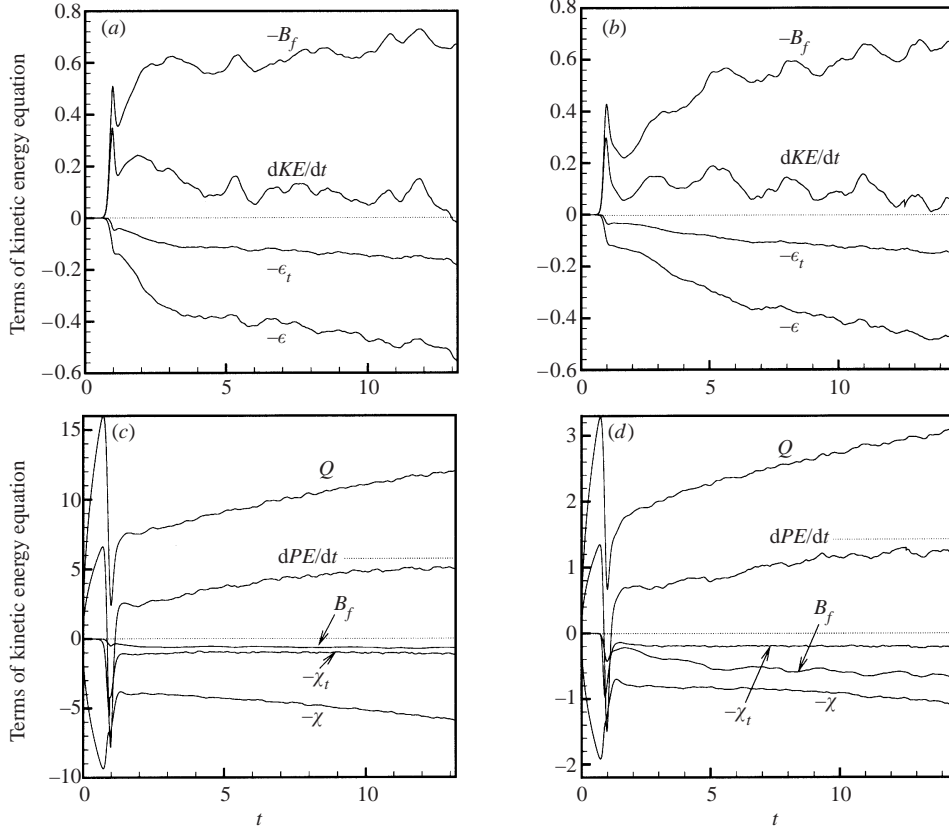 0.8
(a)
−B_f
0.6
0.4
0.2
dKE/dt
0
−ϵ_t
−0.2
−0.4
−ϵ
−0.6
0
5
10
Terms of kinetic energy equation
0.8
(b)
−B_f
0.6
0.4
0.2
dKE/dt
0
−ϵ_t
−0.2
−ϵ
−0.4
−0.6
0
5
10
15
(c)
Q
10
dPE/dt
5
B_f
0
−χ_t
−5
−χ
−10
0
5
10
t
Terms of kinetic energy equation
3
(d)
Q
2
dPE/dt
1
B_f
0
−χ_t
−χ
−1
−2
0
5
10
t